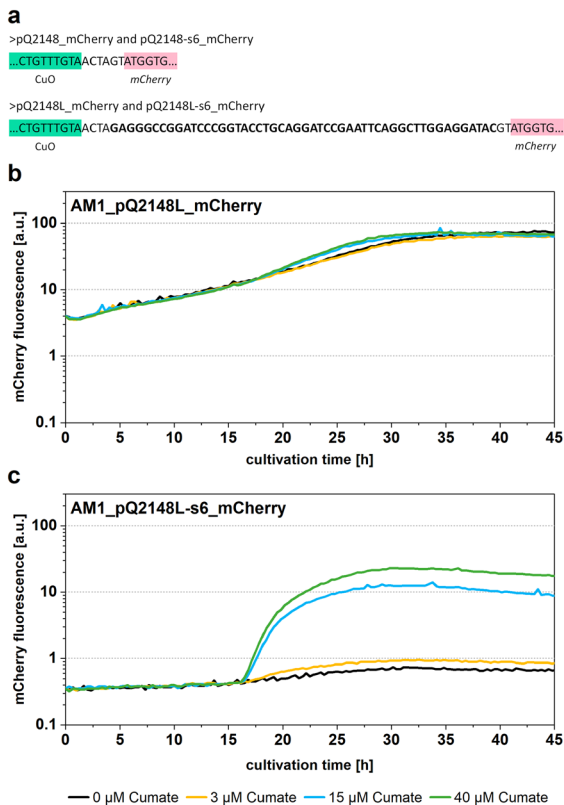 a
>pQ2148_mCherry and pQ2148-s6_mCherry
...CTGTTTGTAACTAGTATGGTG...
CuO mCherry
>pQ2148L_mCherry and pQ2148L-s6_mCherry
...CTGTTTGTAACTAGAGGGCCGGATCCCGGTACCTGCAGGATCCGAATTCAGGCTTGGAGGATACGTATGGTG...
CuO mCherry
b
AM1_pQ2148L_mCherry
mCherry fluorescence [a.u.]
100
10
1
0.1
0 5 10 15 20 25 30 35 40 45
cultivation time [h]
c
AM1_pQ2148L-s6_mCherry
mCherry fluorescence [a.u.]
100
10
1
0.1
0 5 10 15 20 25 30 35 40 45
cultivation time [h]
0 µM Cumate 3 µM Cumate 15 µM Cumate 40 µM Cumate